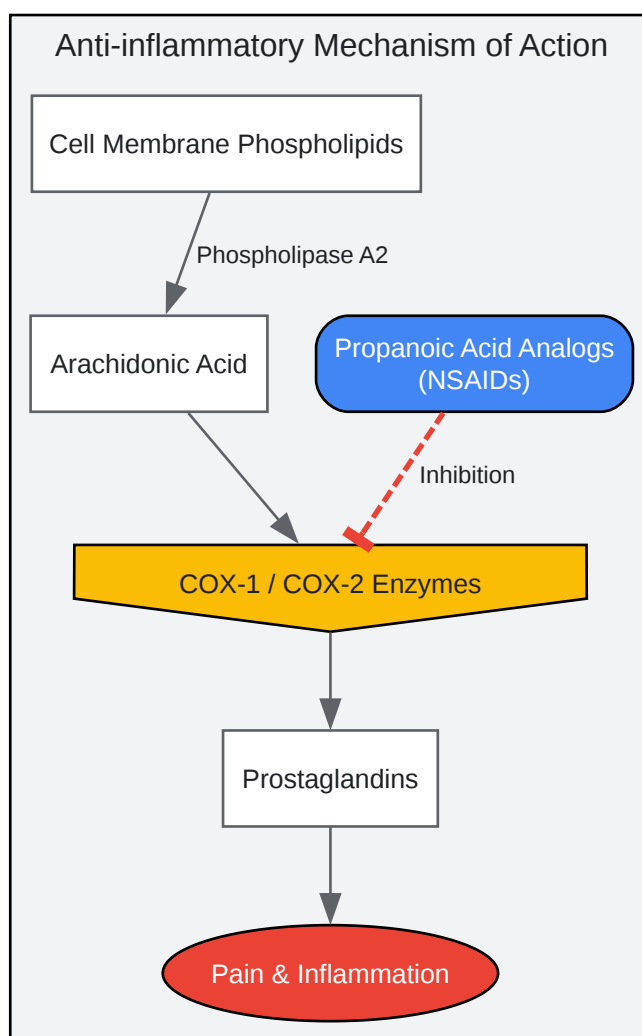 Anti-inflammatory Mechanism of Action
Cell Membrane Phospholipids
Phospholipase A2
Arachidonic Acid
Propanoic Acid Analogs
(NSAIDs)
Inhibition
COX-1 / COX-2 Enzymes
Prostaglandins
Pain & Inflammation